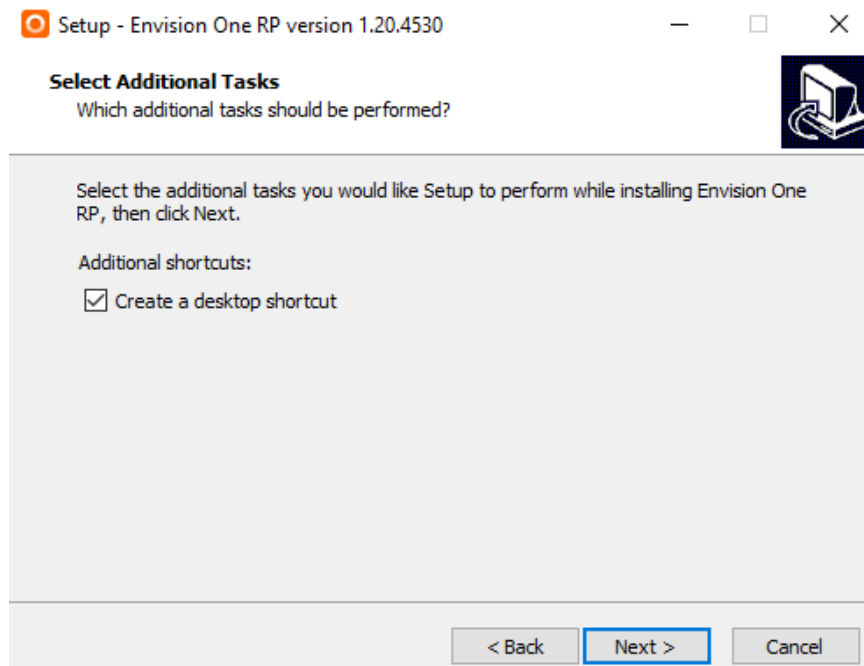 Setup - Envision One RP version 1.20.4530
Select Additional Tasks
Which additional tasks should be performed?
Select the additional tasks you would like Setup to perform while installing Envision One
RP, then click Next.
Additional shortcuts:
Create a desktop shortcut
< Back Next > Cancel